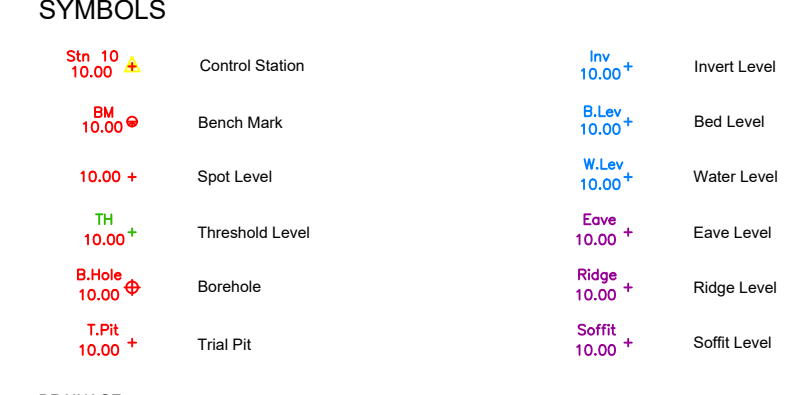 SYMBOLS
Stn 10
10.00
Control Station
Inv
10.00
Invert Level
BM
10.00
Bench Mark
B.Lev
10.00
Bed Level
10.00
Spot Level
W.Lev
10.00
Water Level
TH
10.00
Threshold Level
Eave
10.00
Eave Level
B.Hole
10.00
Borehole
Ridge
10.00
Ridge Level
T.Pit
10.00
Trial Pit
Soffit
10.00
Soffit Level